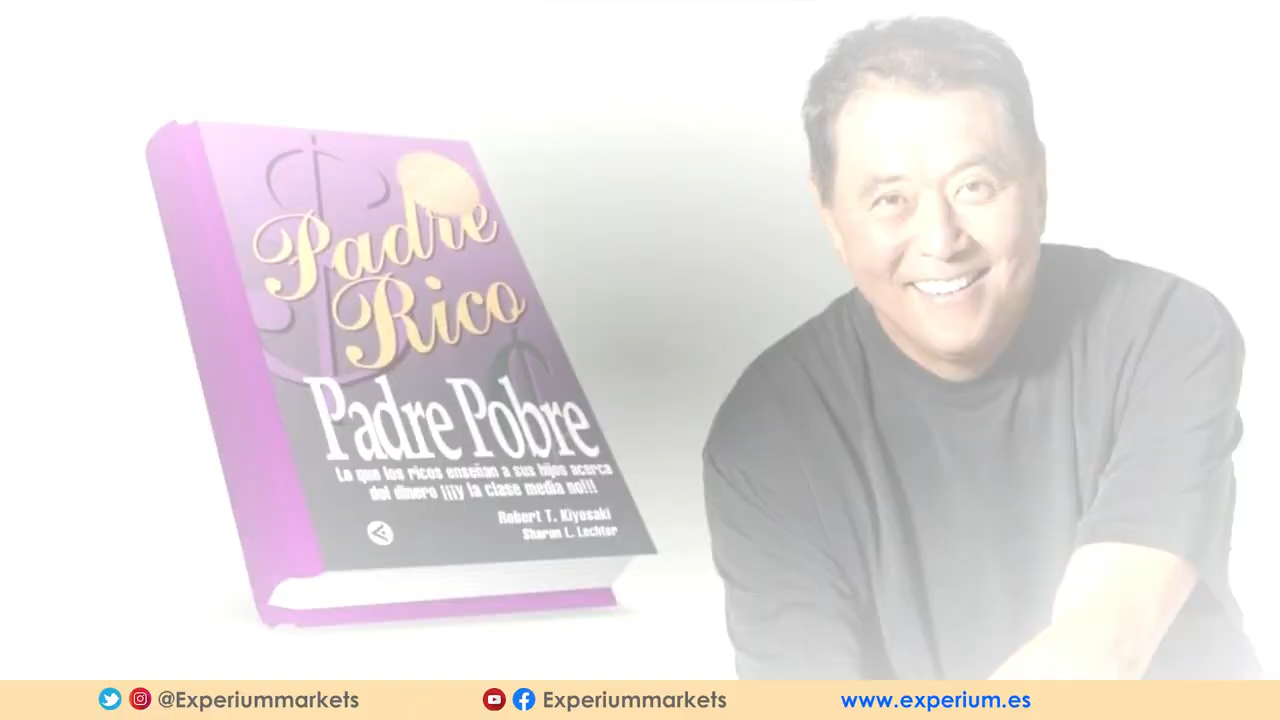 Padre
Rico
Padre Pobre
Lo que los ricos enseñan a sus hijos acerca
del dinero ¡¡¡y la clase media no!!!
Robert T. Kiyosaki
Sharon L. Lechter
@Experiummarkets
Experiummarkets
www.experium.es